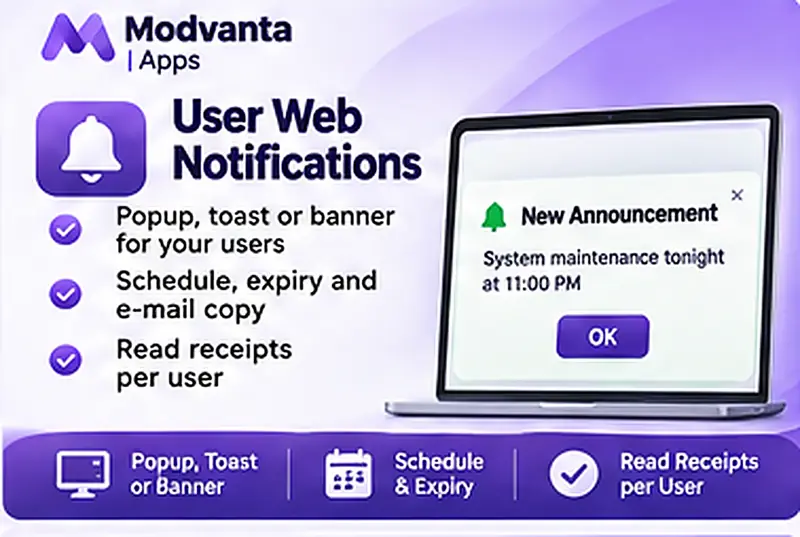 Modvanta
| Apps
User Web
Notifications
Popup, toast or banner
for your users
Schedule, expiry and
e-mail copy
Read receipts
per user
×
New Announcement
System maintenance tonight
at 11:00 PM
OK
Popup, Toast
or Banner
Schedule
& Expiry
Read Receipts
per User